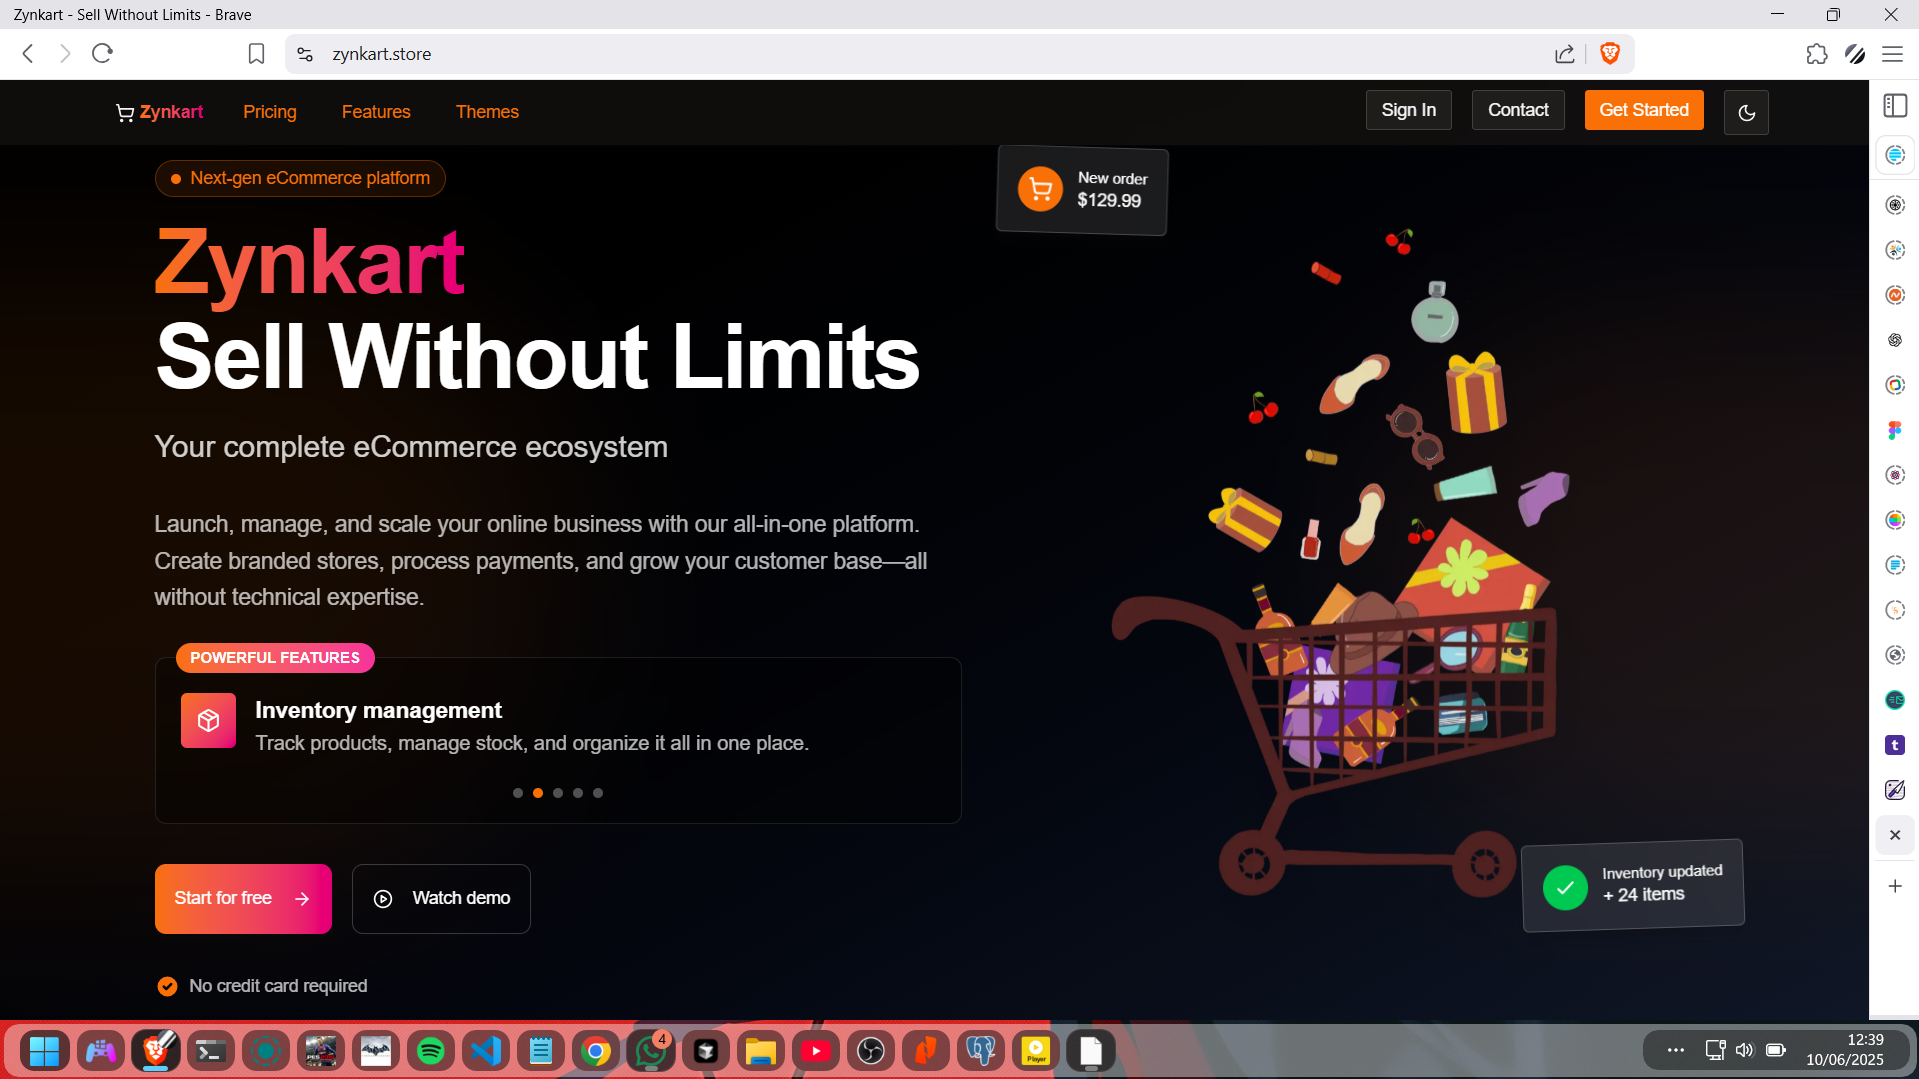 Zynkart - Sell Without Limits - Brave
zynkart.store
Zynkart
Pricing
Features
Themes
Sign In
Contact
Get Started
Next-gen eCommerce platform
New order
$129.99
Zynkart
Sell Without Limits
Your complete eCommerce ecosystem
Launch, manage, and scale your online business with our all-in-one platform.
Create branded stores, process payments, and grow your customer base—all
without technical expertise.
POWERFUL FEATURES
Inventory management
Track products, manage stock, and organize it all in one place.
Start for free
Watch demo
Inventory updated
+ 24 items
No credit card required
4
Player
12:39
10/06/2025